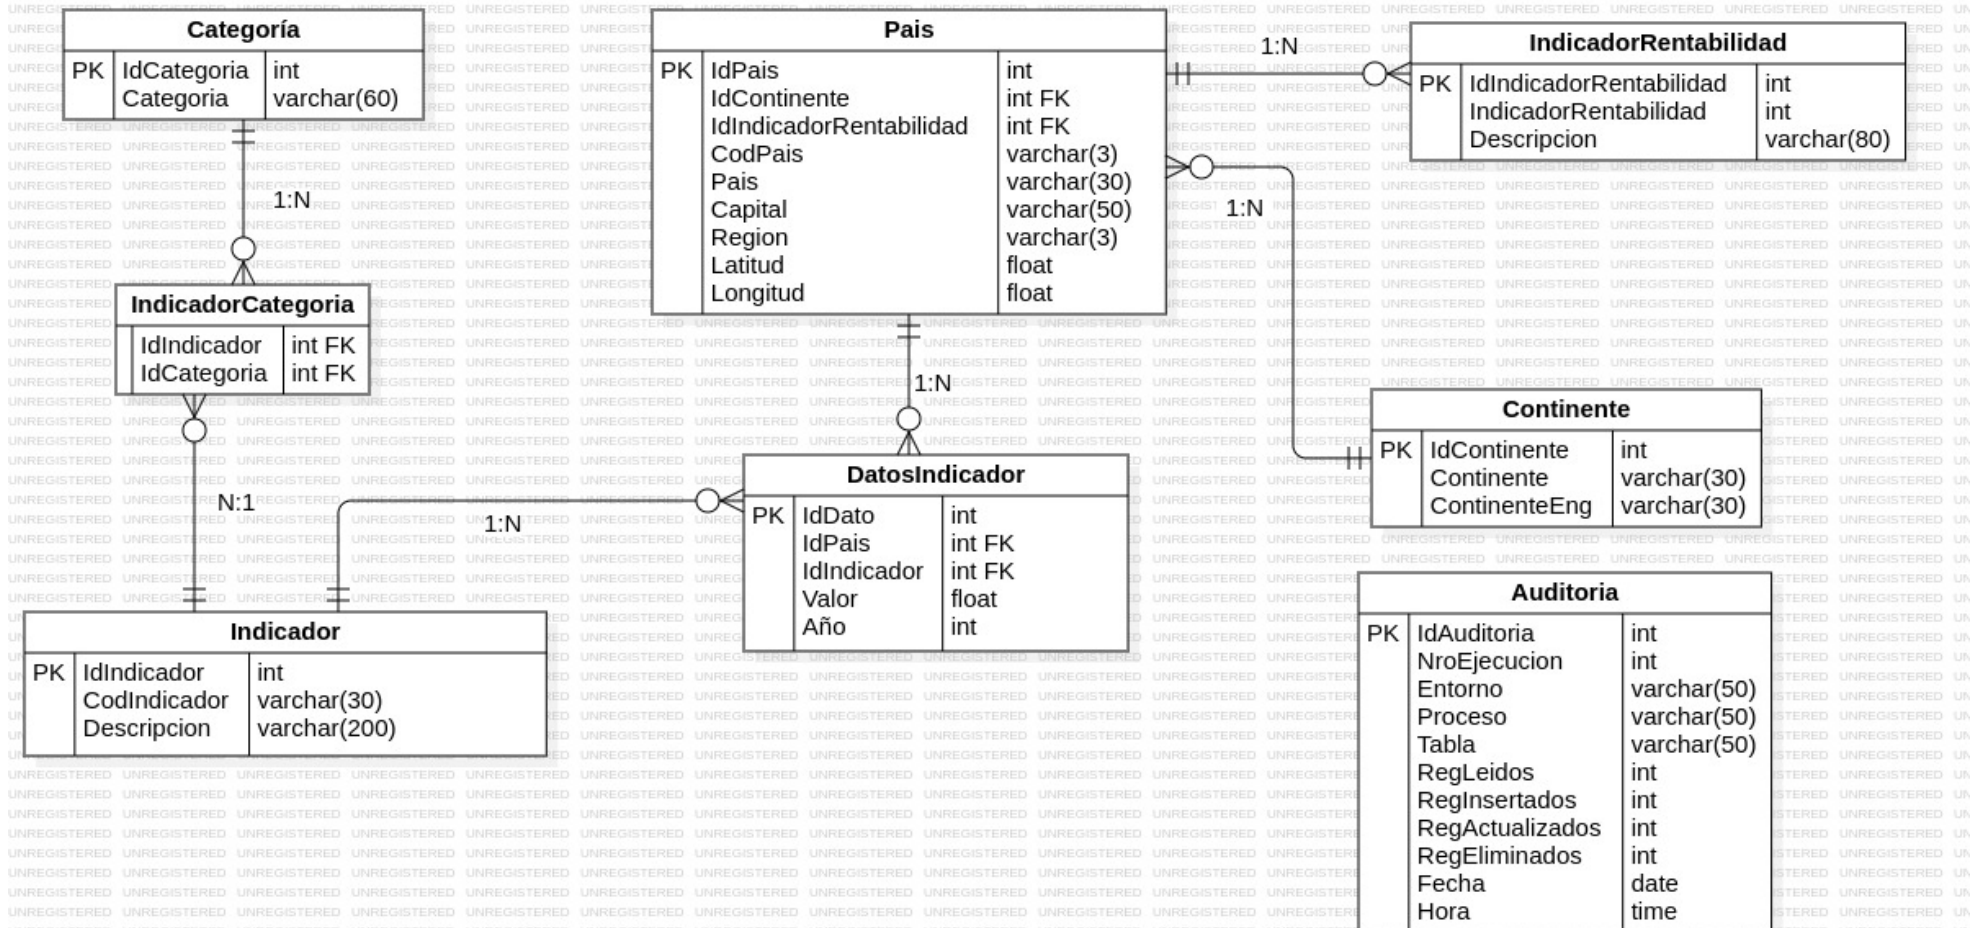 Categoría
PK IdCategoria int
Categoria varchar(60)
1:N
IndicadorCategoria
IdIndicador int FK
IdCategoria int FK
N:1
Indicador
PK IdIndicador int
CodIndicador varchar(30)
Descripcion varchar(200)
Pais
PK IdPais int
IdContinente int FK
IdIndicadorRentabilidad int FK
CodPais varchar(3)
Pais varchar(30)
Capital varchar(50)
Region varchar(3)
Latitud float
Longitud float
1:N
DatosIndicador
PK IdDato int
IdPais int FK
IdIndicador int FK
Valor float
Año int
1:N
1:N
IndicadorRentabilidad
PK IdIndicadorRentabilidad int
IndicadorRentabilidad int
Descripcion varchar(80)
1:N
Continente
PK IdContinente int
Continente varchar(30)
ContinenteEng varchar(30)
Auditoria
PK IdAuditoria int
NroEjecucion int
Entorno varchar(50)
Proceso varchar(50)
Tabla varchar(50)
RegLeidos int
RegInsertados int
RegActualizados int
RegEliminados int
Fecha date
Hora time
UNREGISTERED